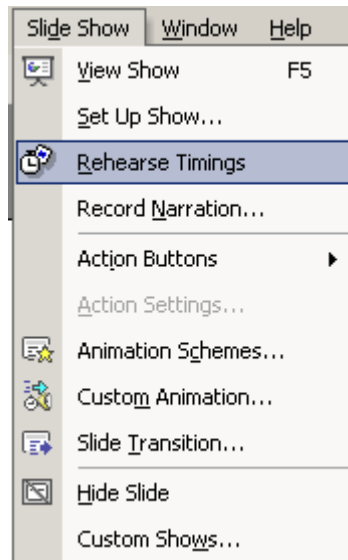 Slide Show Window Help
View Show F5
Set Up Show...
Rehearse Timings
Record Narration...
Action Buttons
Action Settings...
Animation Schemes...
Custom Animation...
Slide Transition...
Hide Slide
Custom Shows...